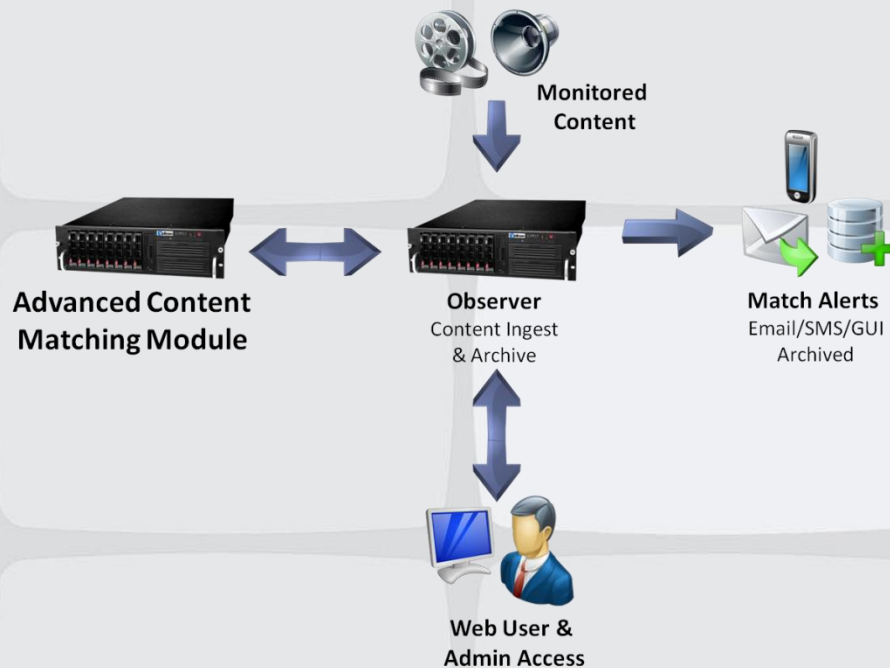 Monitored
Content
Advanced Content
Matching Module
Observer
Content Ingest
& Archive
Match Alerts
Email/SMS/GUI
Archived
Web User &
Admin Access